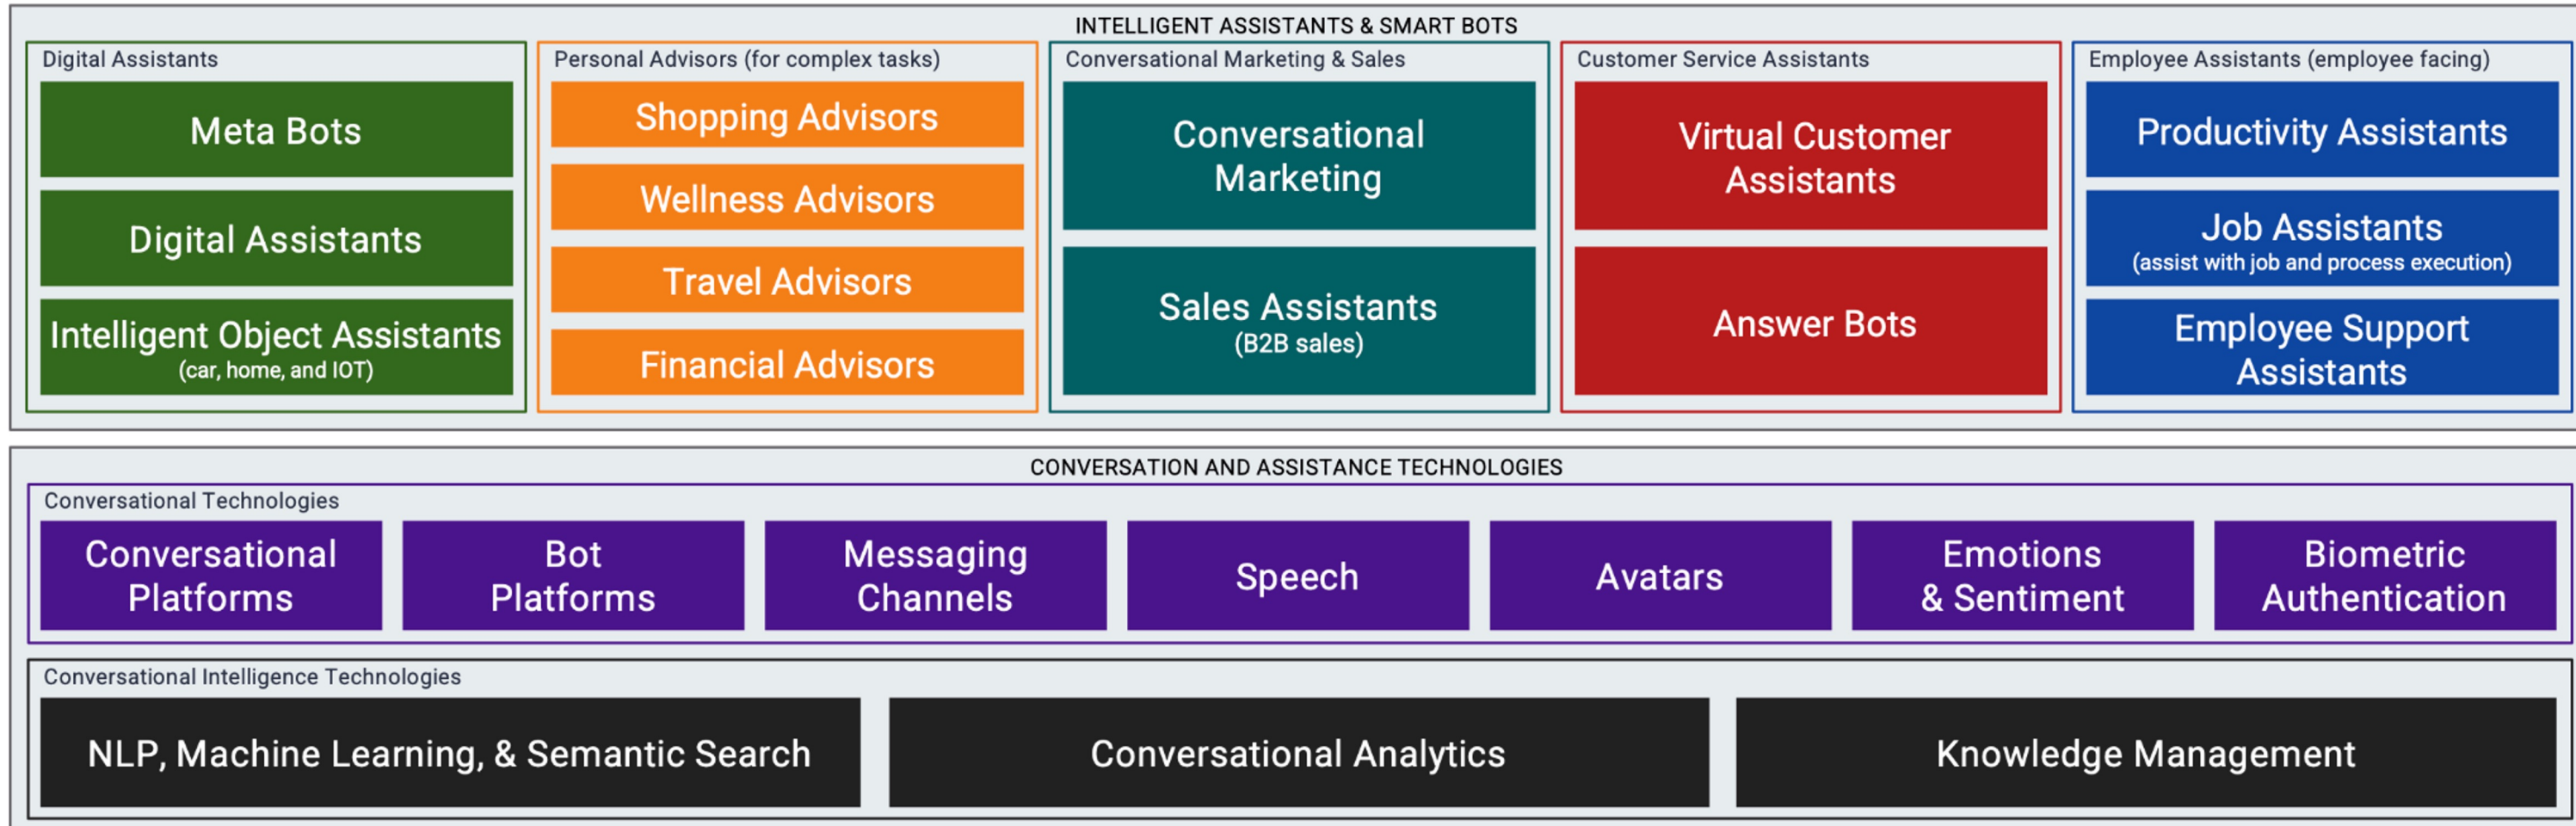 INTELLIGENT ASSISTANTS & SMART BOTS
Digital Assistants
Meta Bots
Digital Assistants
Intelligent Object Assistants
(car, home, and IOT)
Personal Advisors (for complex tasks)
Shopping Advisors
Wellness Advisors
Travel Advisors
Financial Advisors
Conversational Marketing & Sales
Conversational
Marketing
Sales Assistants
(B2B sales)
Customer Service Assistants
Virtual Customer
Assistants
Answer Bots
Employee Assistants (employee facing)
Productivity Assistants
Job Assistants
(assist with job and process execution)
Employee Support
Assistants
CONVERSATION AND ASSISTANCE TECHNOLOGIES
Conversational Technologies
Conversational
Platforms
Bot
Platforms
Messaging
Channels
Speech
Avatars
Emotions
& Sentiment
Biometric
Authentication
Conversational Intelligence Technologies
NLP, Machine Learning, & Semantic Search
Conversational Analytics
Knowledge Management